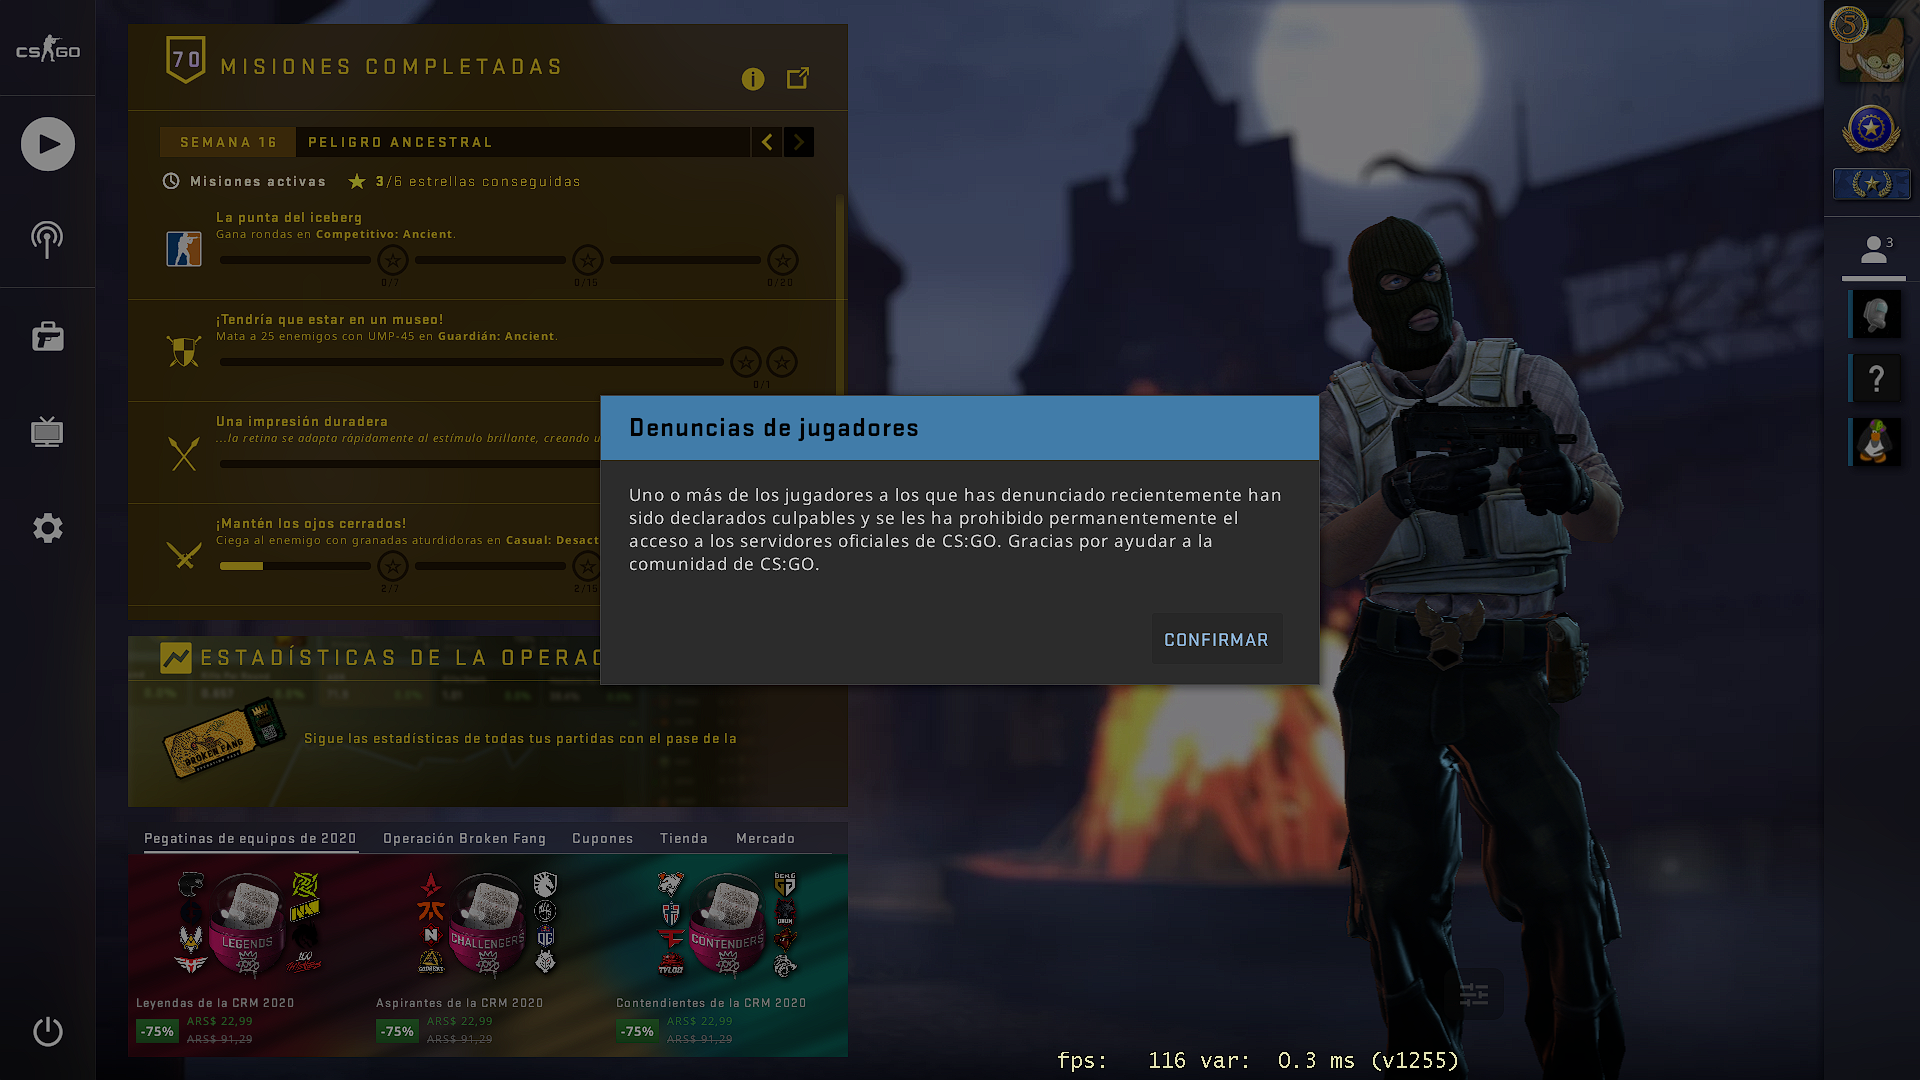 CS GO
70
MISIONES COMPLETADAS
SEMANA 16
PELIGRO ANCESTRAL
Misiones activas
3/6 estrellas conseguidas
La punta del iceberg
Gana rondas en Competitivo: Ancient.
0/7
0/15
0/20
¡Tendría que estar en un museo!
Mata a 25 enemigos con UMP-45 en Guardián: Ancient.
0/1
Una impresión duradera
...la retina se adapta rápidamente al estímulo brillante, creando u
¡Mantén los ojos cerrados!
Ciega al enemigo con granadas aturdidoras en Casual: Desact
2/7
2/15
Denuncias de jugadores
Uno o más de los jugadores a los que has denunciado recientemente han
sido declarados culpables y se les ha prohibido permanentemente el
acceso a los servidores oficiales de CS:GO. Gracias por ayudar a la
comunidad de CS:GO.
CONFIRMAR
ESTADÍSTICAS DE LA OPERAC
BROKEN FANG
Sigue las estadísticas de todas tus partidas con el pase de la
Pegatinas de equipos de 2020
Operación Broken Fang
Cupones
Tienda
Mercado
LEGENDS
CHALLENGERS
CONTENDERS
Leyendas de la CRM 2020
Aspirantes de la CRM 2020
Contendientes de la CRM 2020
-75%
ARS$ 22,99
ARS$ 91,29
-75%
ARS$ 22,99
ARS$ 91,29
-75%
ARS$ 22,99
ARS$ 91,29
5
3
?
fps: 116 var: 0.3 ms (v1255)